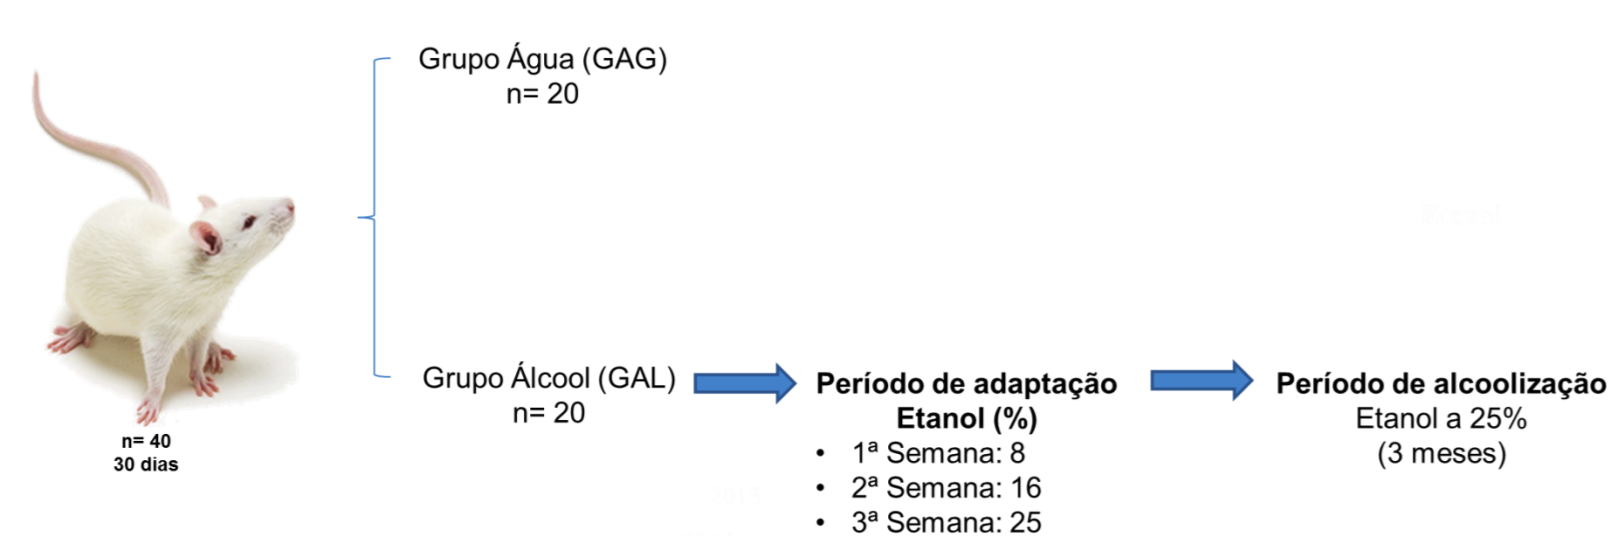 Grupo Água (GAG)
n= 20
n= 40
30 dias
Grupo Álcool (GAL)
n= 20
Período de adaptação
Etanol (%)
• 1ª Semana: 8
• 2ª Semana: 16
• 3ª Semana: 25
Período de alcoolização
Etanol a 25%
(3 meses)